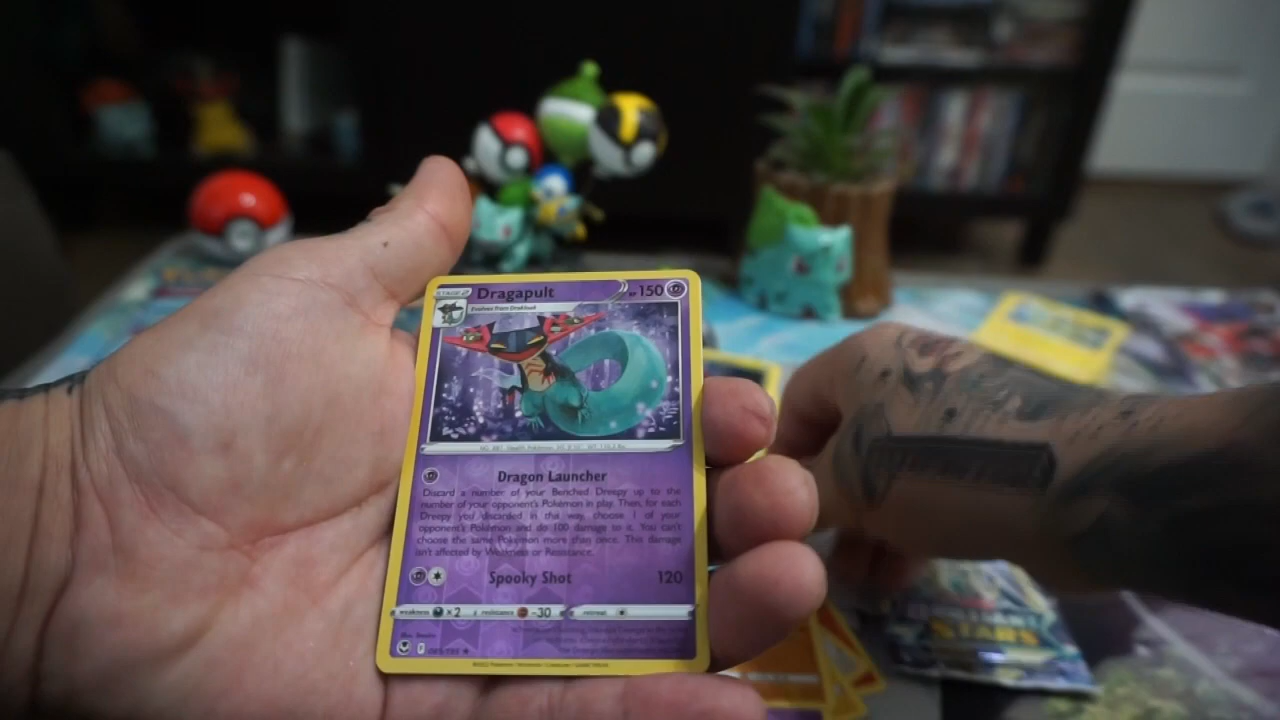 STAGE 2 Dragapult HP 150
Evolves from Drakloak
Dragon Launcher
Discard a number of your Benched Dreepy up to the
number of your opponent's Pokémon in play. Then, for each
Dreepy you discarded in this way, choose 1 of your
opponent's Pokémon and do 100 damage to it. You can't
choose the same Pokémon more than once. This damage
isn't affected by Weakness or Resistance.
Spooky Shot 120
weakness ×2 resistance -30 retreat
STARS